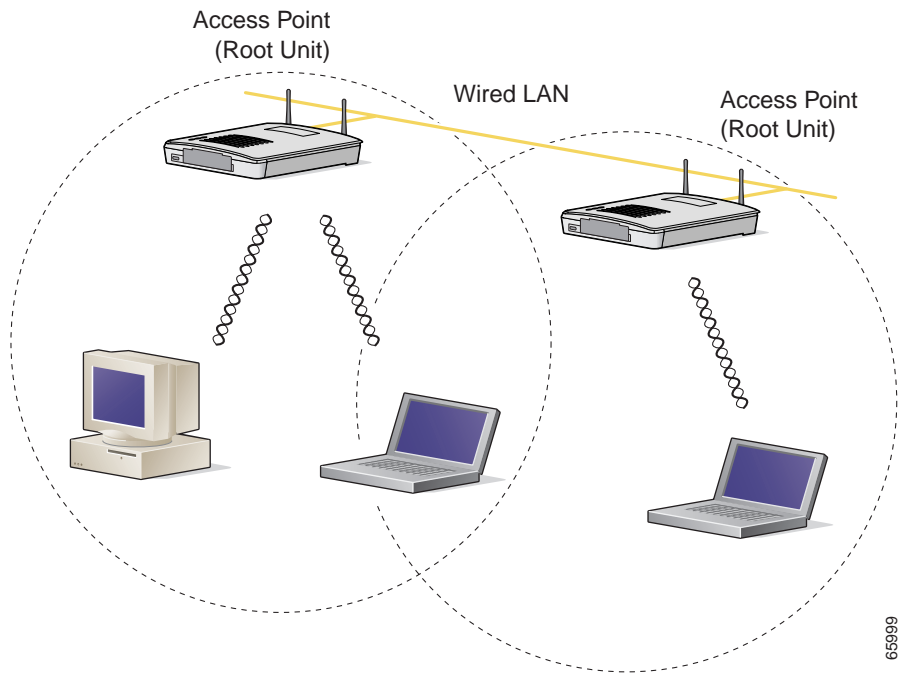 Access Point
(Root Unit)
Wired LAN
Access Point
(Root Unit)
65999